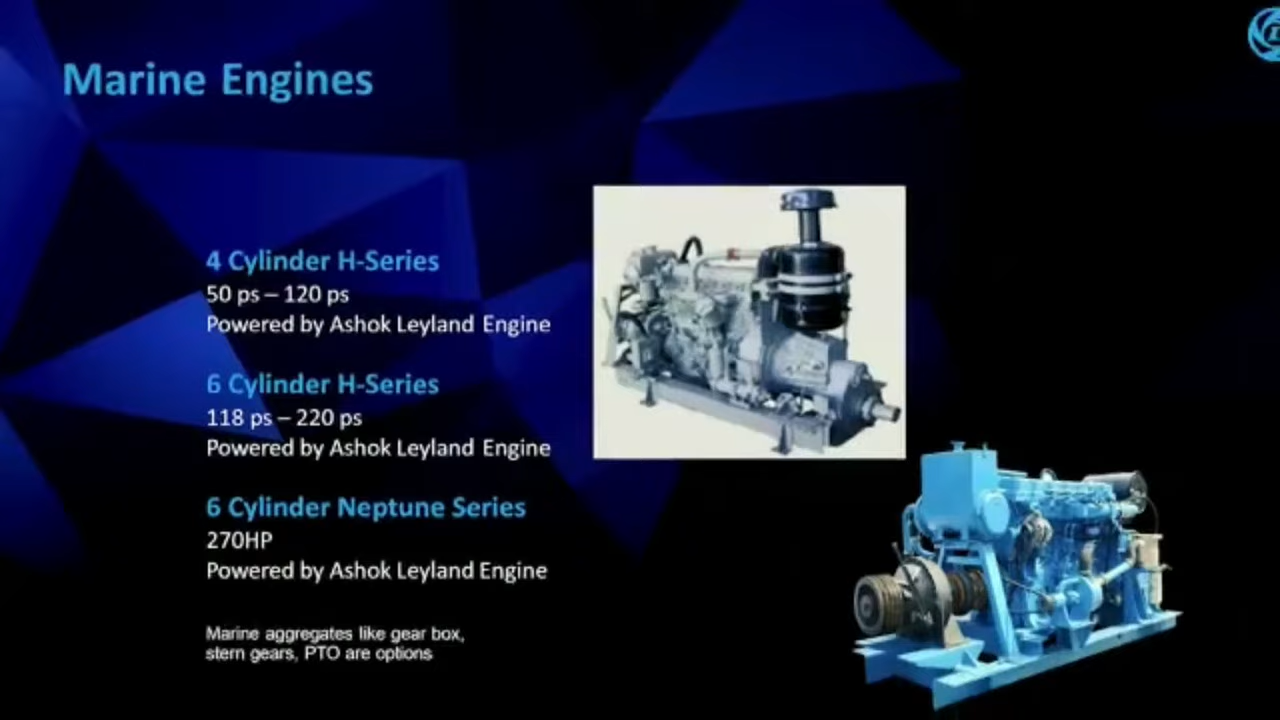 Marine Engines
4 Cylinder H-Series
50 ps – 120 ps
Powered by Ashok Leyland Engine
6 Cylinder H-Series
118 ps – 220 ps
Powered by Ashok Leyland Engine
6 Cylinder Neptune Series
270HP
Powered by Ashok Leyland Engine
Marine aggregates like gear box,
stern gears, PTO are options